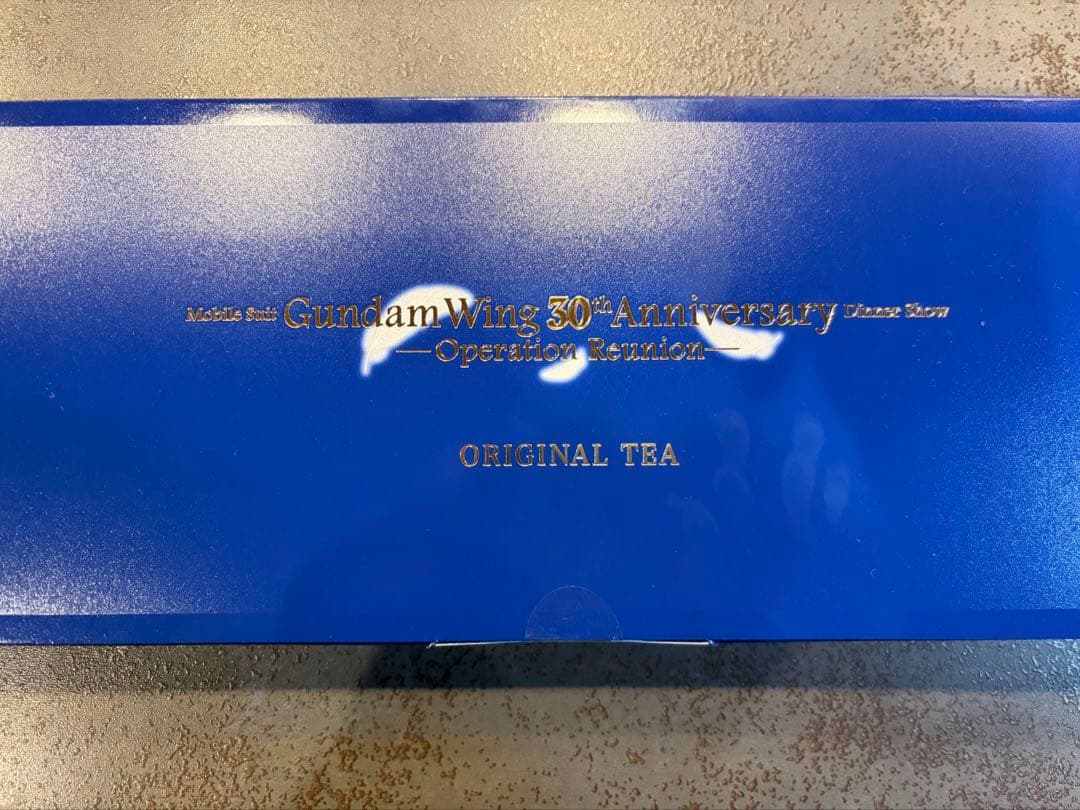 Mobile Suit Gundam Wing 30th Anniversary Dinner Show
—Operation Reunion—
ORIGINAL TEA